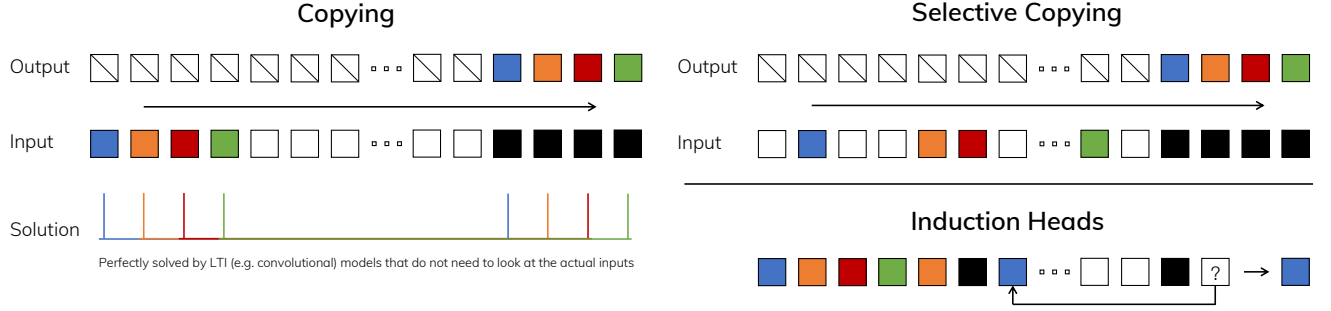 Copying
Output
Input
Solution
Perfectly solved by LTI (e.g. convolutional) models that do not need to look at the actual inputs
Selective Copying
Output
Input
Induction Heads
?